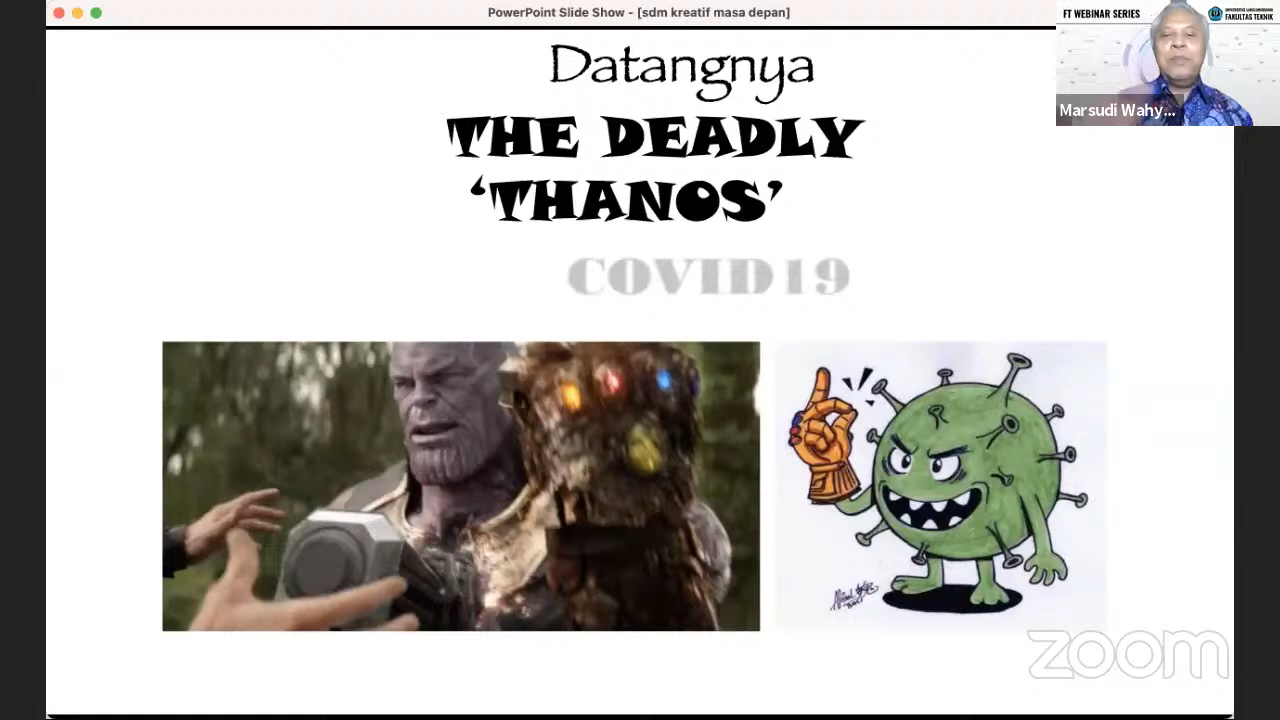 PowerPoint Slide Show - [sdm kreatif masa depan]
FT WEBINAR SERIES
FAKULTAS TEKNIK
Marsudi Wahy...
Datangnya
THE DEADLY
‘THANOS’
COVID19
zoom